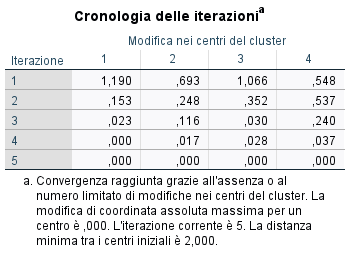 Cronologia delle iterazioniª
Modifica nei centri del cluster
Iterazione 1 2 3 4
1 1,190 ,693 1,066 ,548
2 ,153 ,248 ,352 ,537
3 ,023 ,116 ,030 ,240
4 ,000 ,017 ,028 ,037
5 ,000 ,000 ,000 ,000
a. Convergenza raggiunta grazie all'assenza o al
numero limitato di modifiche nei centri del cluster. La
modifica di coordinata assoluta massima per un
centro è ,000. L'iterazione corrente è 5. La distanza
minima tra i centri iniziali è 2,000.